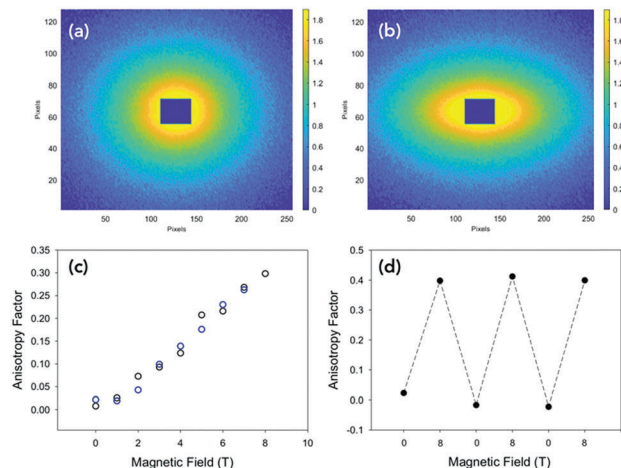 (a)
120
100
80
60
40
20
Pixels
50 100 150 200 250
Pixels
1.8
1.6
1.4
1.2
1
0.8
0.6
0.4
0.2
0
(b)
120
100
80
60
40
20
Pixels
50 100 150 200 250
Pixels
1.8
1.6
1.4
1.2
1
0.8
0.6
0.4
0.2
0
(c)
0.35
0.30
0.25
0.20
0.15
0.10
0.05
0.00
Anisotropy Factor
0 2 4 6 8 10
Magnetic Field (T)
(d)
0.5
0.4
0.3
0.2
0.1
0.0
-0.1
Anisotropy Factor
0 8 0 8 0 8
Magnetic Field (T)